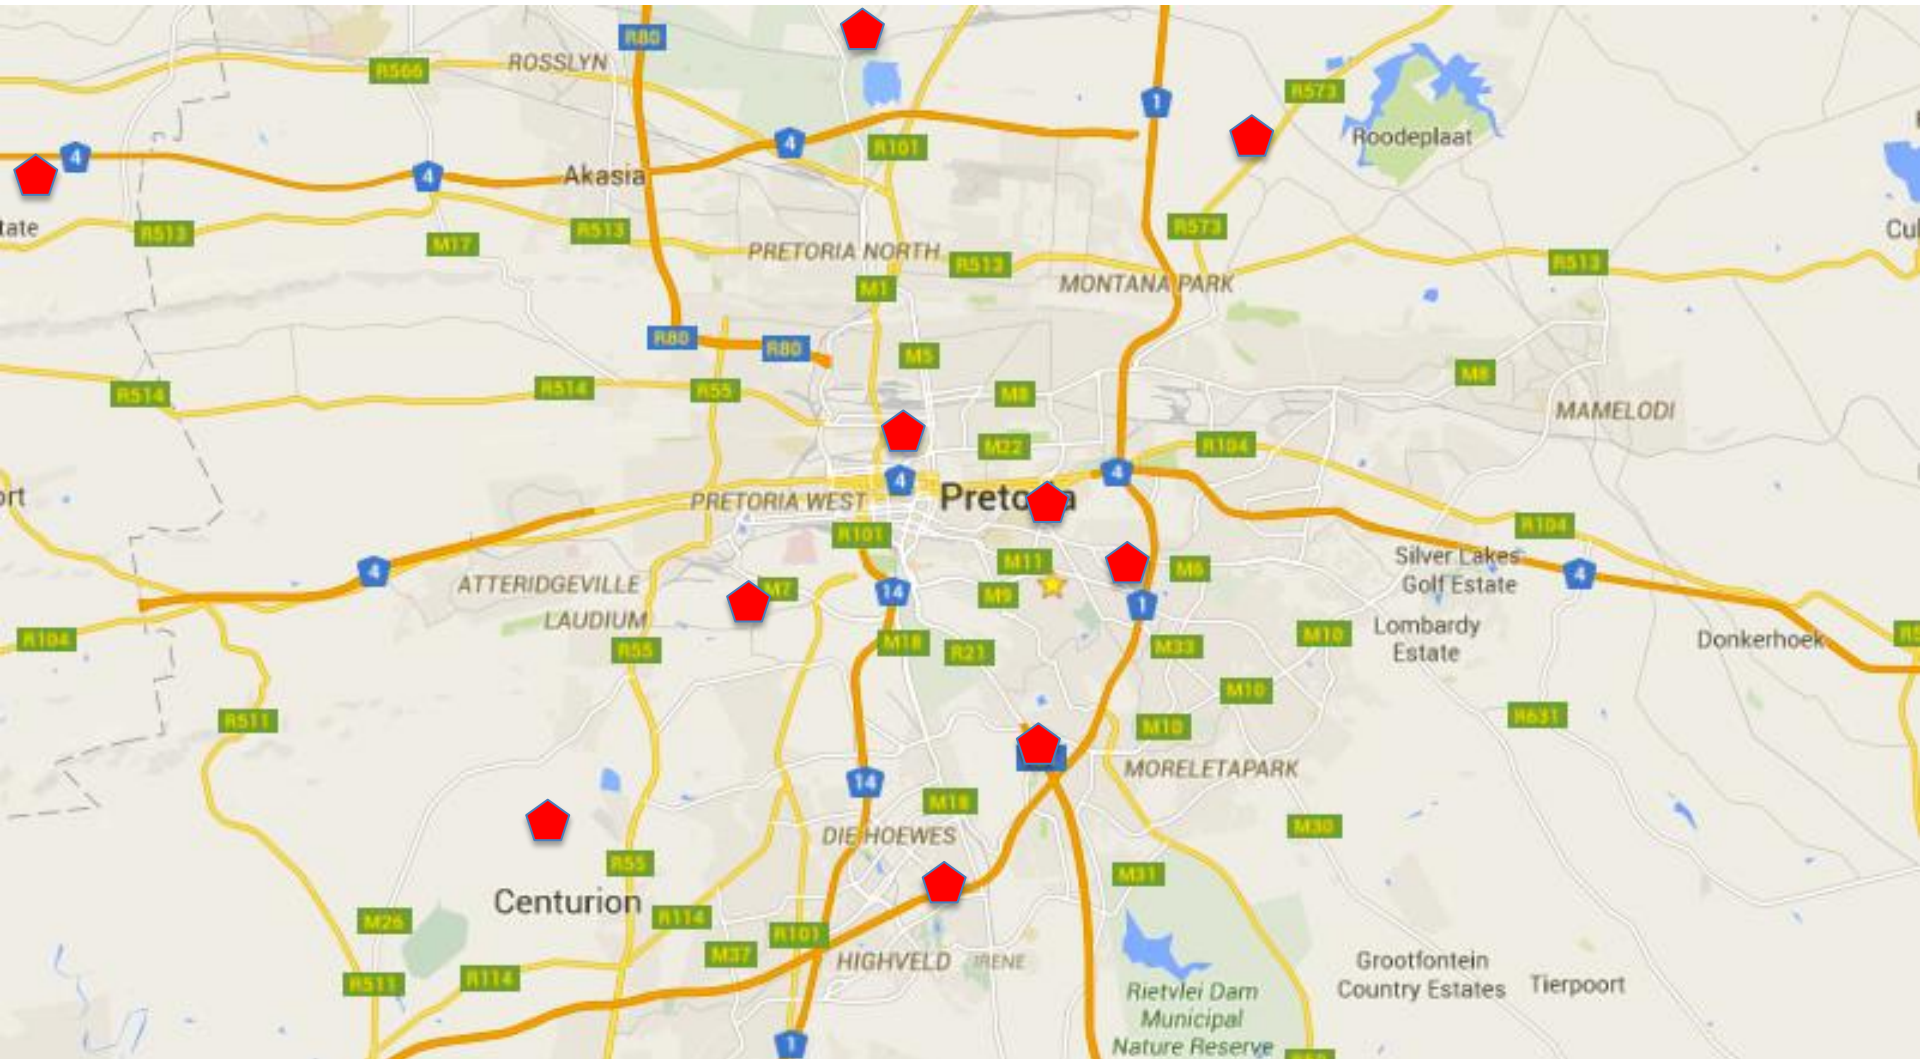 R80
ROSSLYN
R566
R573
1
Roodeplaat
4
4
R101
4
Akasia
tate
R513
M17
R513
R573
Cul
PRETORIA NORTH
R513
R513
MONTANA PARK
M1
R80
R80
M5
R514
R514
R55
M8
M8
MAMELODI
M22
R104
4
4
ort
PRETORIA WEST
R104
R101
Silver Lakes
Golf Estate
4
M11
M6
4
ATTERIDGEVILLE
M7
14
M9
1
LAUDIUM
R104
R55
M18
R21
M33
M10
Lombardy
Estate
Donkerhoek
M10
R511
M10
R631
MORELETAPARK
14
M18
DIE HOEWES
M30
R55
M31
Centurion
M26
R114
R101
M37
HIGHVELD
IRENE
Grootfontein
Country Estates
Tierpoort
R511
R114
Rietvlei Dam
Municipal
Nature Reserve
1